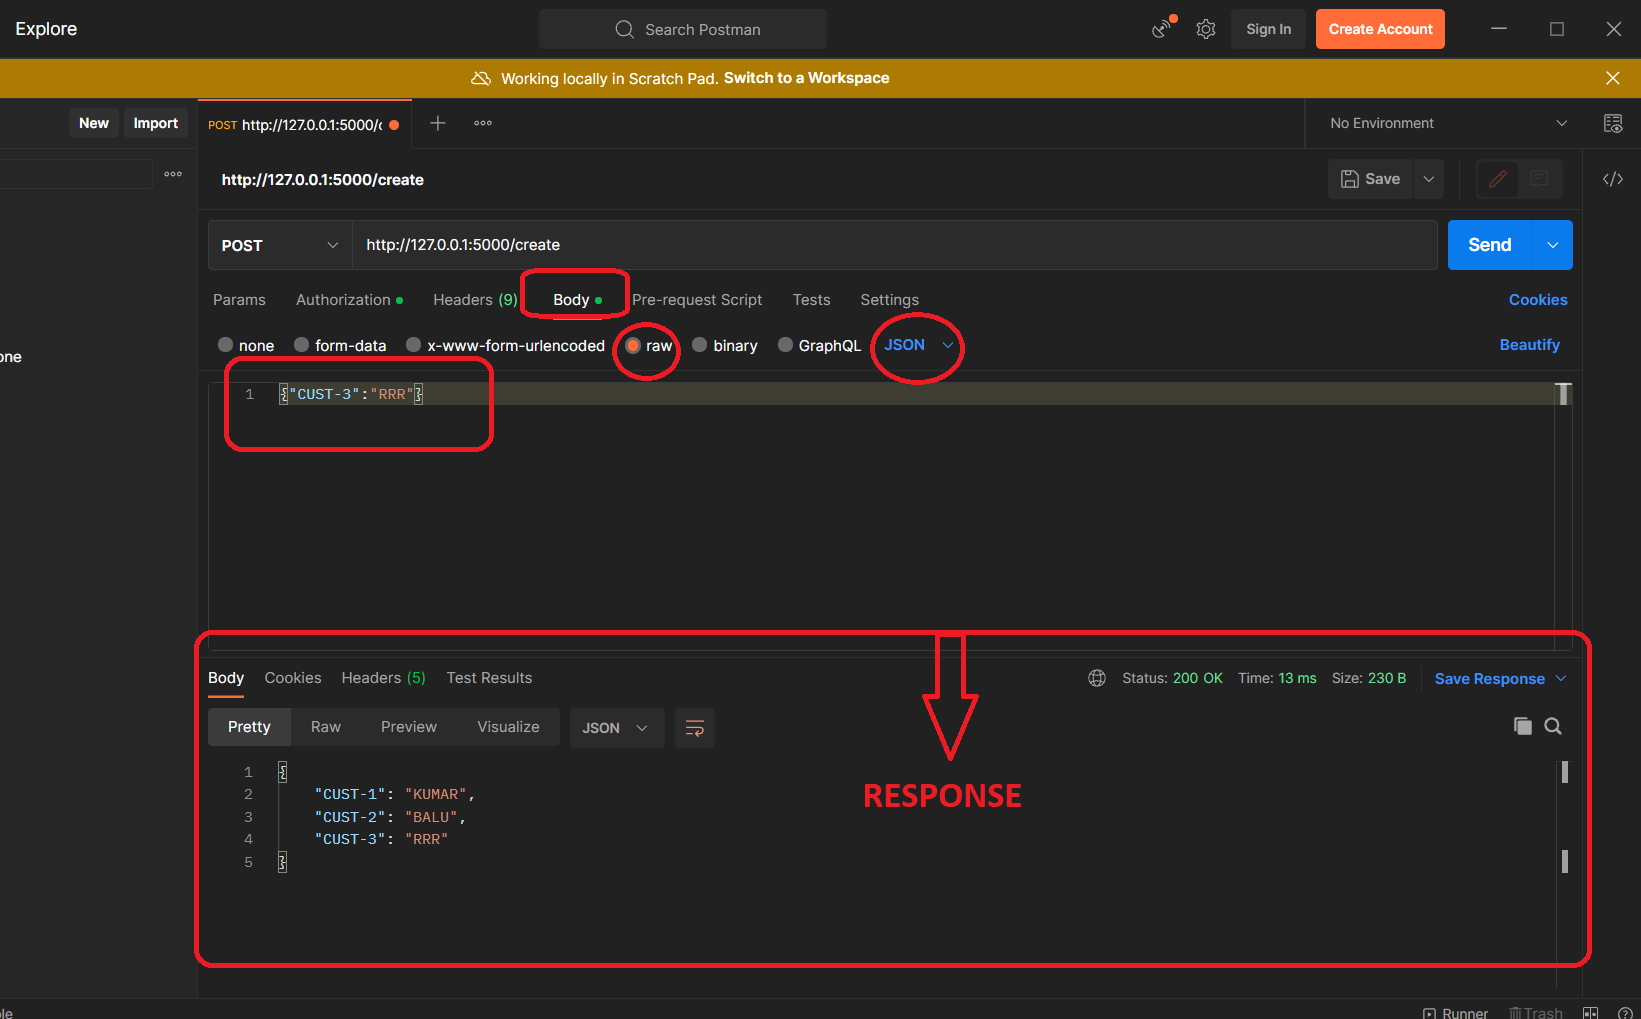 Explore
Search Postman
Sign In
Create Account
Working locally in Scratch Pad. Switch to a Workspace
New
Import
POST http://127.0.0.1:5000/c
No Environment
http://127.0.0.1:5000/create
Save
POST
http://127.0.0.1:5000/create
Send
Params
Authorization
Headers (9)
Body
Pre-request Script
Tests
Settings
Cookies
none
form-data
x-www-form-urlencoded
raw
binary
GraphQL
JSON
Beautify
one
1 {"CUST-3":"RRR"}
Body
Cookies
Headers (5)
Test Results
Status: 200 OK
Time: 13 ms
Size: 230 B
Save Response
Pretty
Raw
Preview
Visualize
JSON
RESPONSE
1 {
2 "CUST-1": "KUMAR",
3 "CUST-2": "BALU",
4 "CUST-3": "RRR"
5 }
le
Runner
Trash